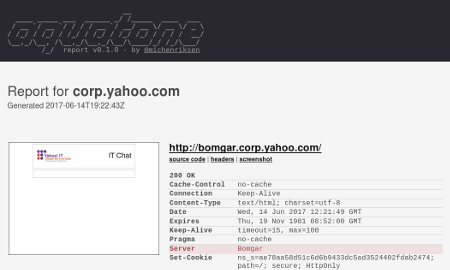 aquatone
report v0.1.0 - by @michenriksen
Report for corp.yahoo.com
Generated 2017-06-14T19:22:43Z
Yahoo! IT
IT Chat
http://bomgar.corp.yahoo.com/
source code | headers | screenshot
200 OK
Cache-Control no-cache
Connection Keep-Alive
Content-Type text/html; charset=utf-8
Date Wed, 14 Jun 2017 12:21:49 GMT
Expires Thu, 19 Nov 1981 08:52:00 GMT
Keep-Alive timeout=15, max=100
Pragma no-cache
Server Bomgar
Set-Cookie ns_s=ae78aa58d51c6d6b9433dc5ad3524402fdab2474;
path=/; secure; HttpOnly